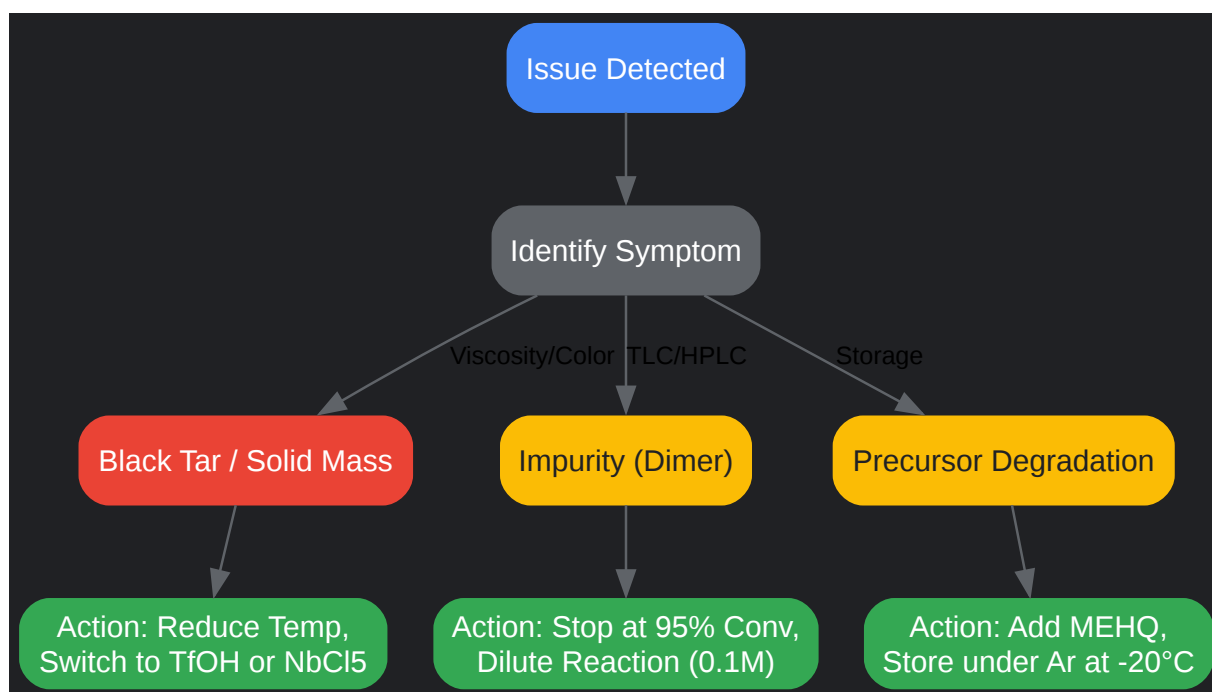 Issue Detected
Identify Symptom
Viscosity/Color
TLC/HPLC
Storage
Black Tar / Solid Mass
Impurity (Dimer)
Precursor Degradation
Action: Reduce Temp,
Switch to TfOH or NbCl5
Action: Stop at 95% Conv,
Dilute Reaction (0.1M)
Action: Add MEHQ,
Store under Ar at -20°C